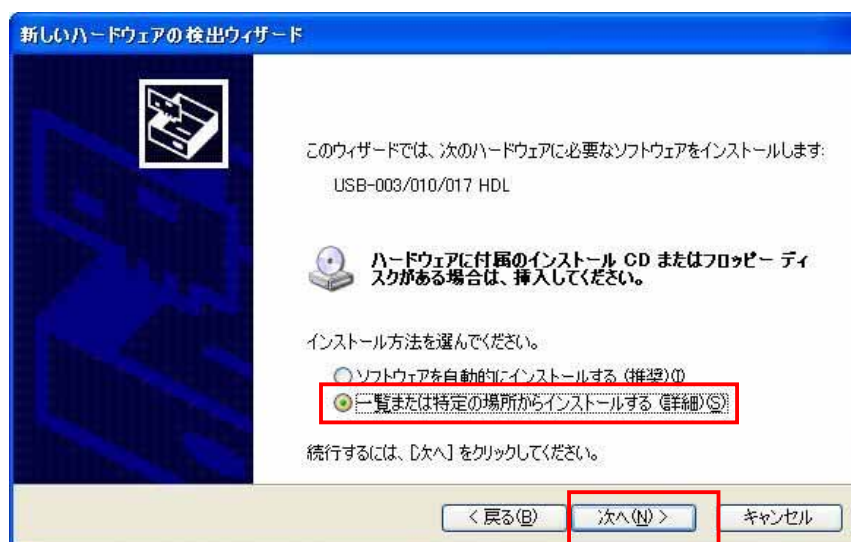 新しいハードウェアの検出ウィザード
このウィザードでは、次のハードウェアに必要なソフトウェアをインストールします:
USB-003/010/017 HDL
ハードウェアに付属のインストール CD またはフロッピー ディ
スクがある場合は、挿入してください。
インストール方法を選んでください。
ソフトウェアを自動的にインストールする (推奨)(I)
一覧または特定の場所からインストールする (詳細)(S)
続行するには、[次へ] をクリックしてください。
< 戻る(B) 次へ(N) > キャンセル